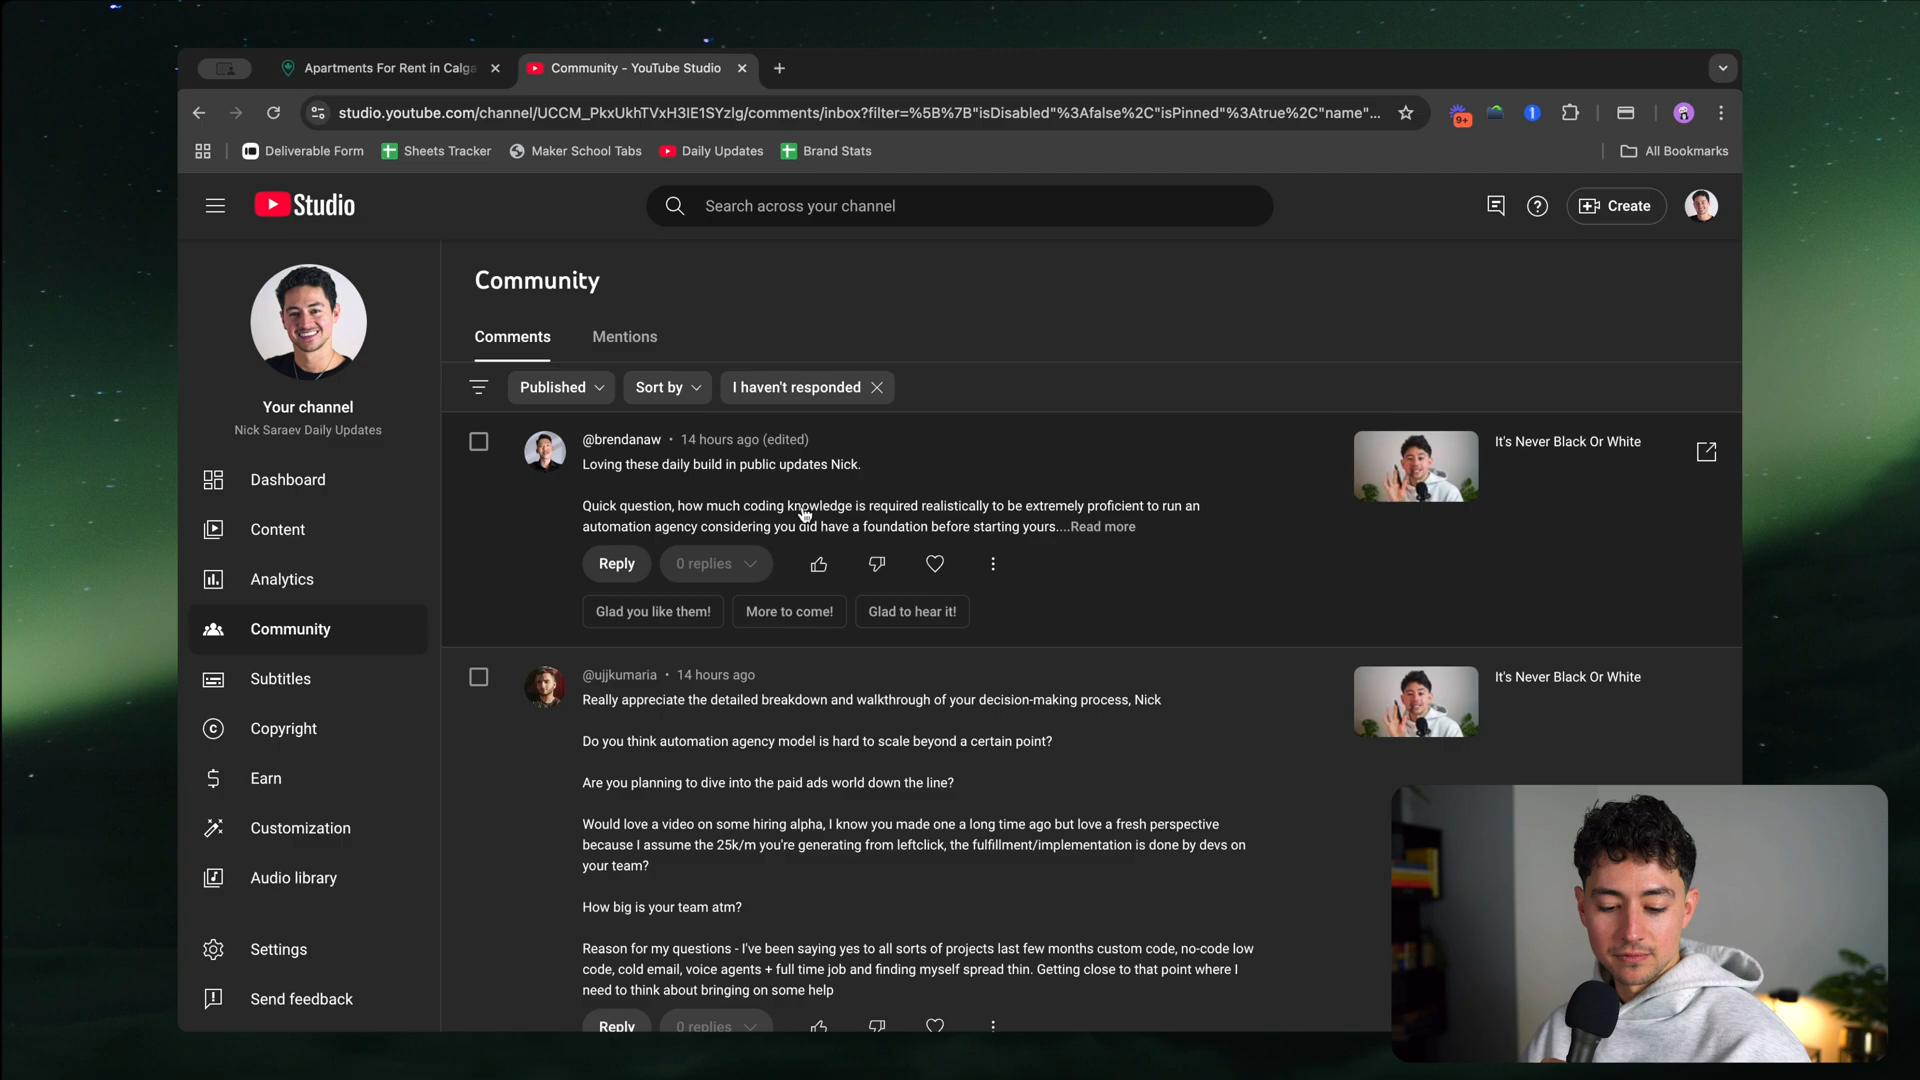 Apartments For Rent in Calga
Community - YouTube Studio
studio.youtube.com/channel/UCCM_PkxUkhTVxH3IE1SYzlg/comments/inbox?filter=%5B%7B"isDisabled"%3Afalse%2C"isPinned"%3Atrue%2C"name"...
9+
1
Deliverable Form
Sheets Tracker
Maker School Tabs
Daily Updates
Brand Stats
All Bookmarks
Studio
Search across your channel
Create
Your channel
Nick Saraev Daily Updates
Dashboard
Content
Analytics
Community
Subtitles
Copyright
Earn
Customization
Audio library
Settings
Send feedback
Community
Comments
Mentions
Published
Sort by
I haven't responded
@brendanaw • 14 hours ago (edited)
Loving these daily build in public updates Nick.
Quick question, how much coding knowledge is required realistically to be extremely proficient to run an
automation agency considering you did have a foundation before starting yours....Read more
Reply
0 replies
Glad you like them!
More to come!
Glad to hear it!
It's Never Black Or White
@ujjkumaria • 14 hours ago
Really appreciate the detailed breakdown and walkthrough of your decision-making process, Nick
Do you think automation agency model is hard to scale beyond a certain point?
Are you planning to dive into the paid ads world down the line?
Would love a video on some hiring alpha, I know you made one a long time ago but love a fresh perspective
because I assume the 25k/m you're generating from leftclick, the fulfillment/implementation is done by devs on
your team?
How big is your team atm?
Reason for my questions - I've been saying yes to all sorts of projects last few months custom code, no-code low
code, cold email, voice agents + full time job and finding myself spread thin. Getting close to that point where I
need to think about bringing on some help
Reply
0 replies
It's Never Black Or White